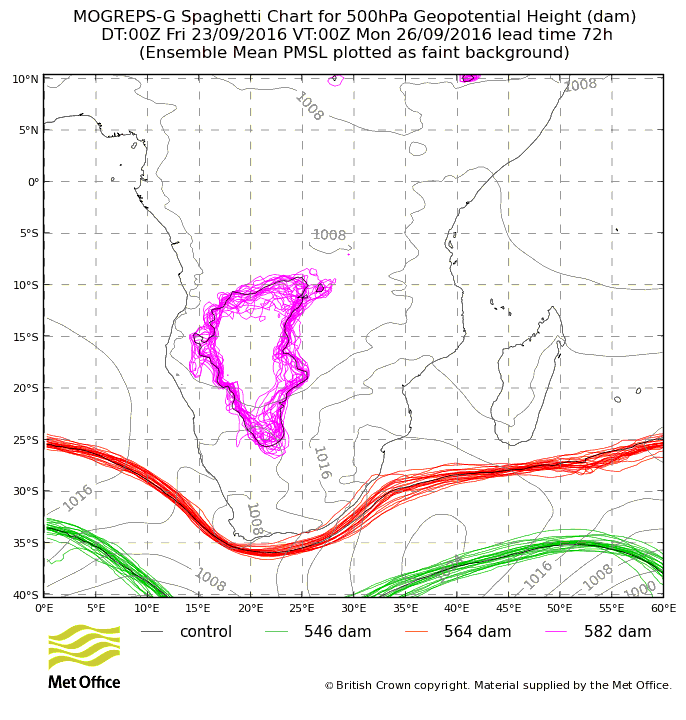 MOGREPS-G Spaghetti Chart for 500hPa Geopotential Height (dam)
DT:00Z Fri 23/09/2016 VT:00Z Mon 26/09/2016 lead time 72h
(Ensemble Mean PMSL plotted as faint background)
10°N
1008
1008
5°N
0°
5°S
1008
10°S
15°S
20°S
25°S
1016
30°S
1016
1008
35°S
1008
1016
1008
1000
40°S
0°E 5°E 10°E 15°E 20°E 25°E 30°E 35°E 40°E 45°E 50°E 55°E 60°E
control 546 dam 564 dam 582 dam
Met Office
© British Crown copyright. Material supplied by the Met Office.